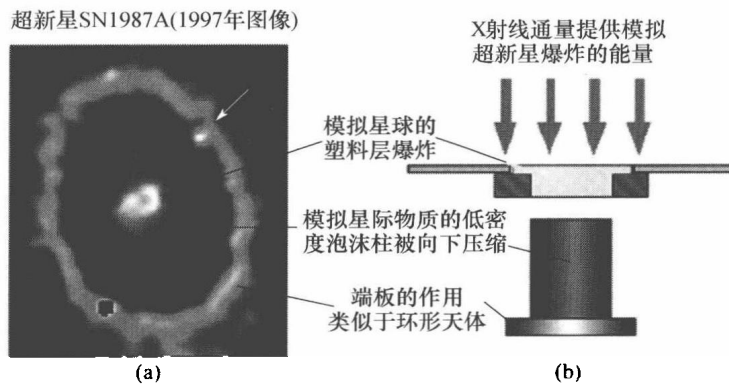 超新星SN1987A(1997年图像)
X射线通量提供模拟
超新星爆炸的能量
模拟星球的
塑料层爆炸
模拟星际物质的低密
度泡沫柱被向下压缩
端板的作用
类似于环形天体
(a)
(b)